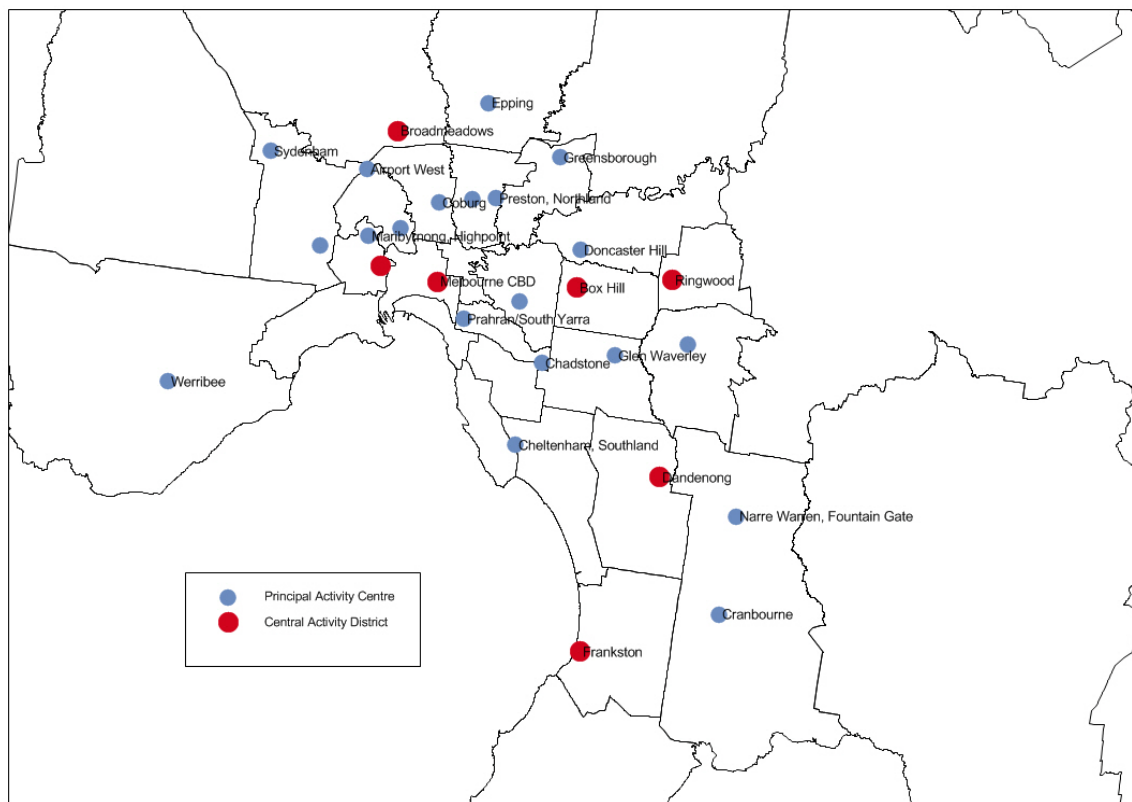 Epping
Broadmeadows
Sydenham
Greensborough
Airport West
Preston, Northland
Coburg
Maribyrnong, Highpoint
Doncaster Hill
Ringwood
Melbourne CBD
Box Hill
Prahran/South Yarra
Glen Waverley
Chadstone
Werribee
Cheltenham, Southland
Dandenong
Narre Warren, Fountain Gate
Principal Activity Centre
Central Activity District
Cranbourne
Frankston